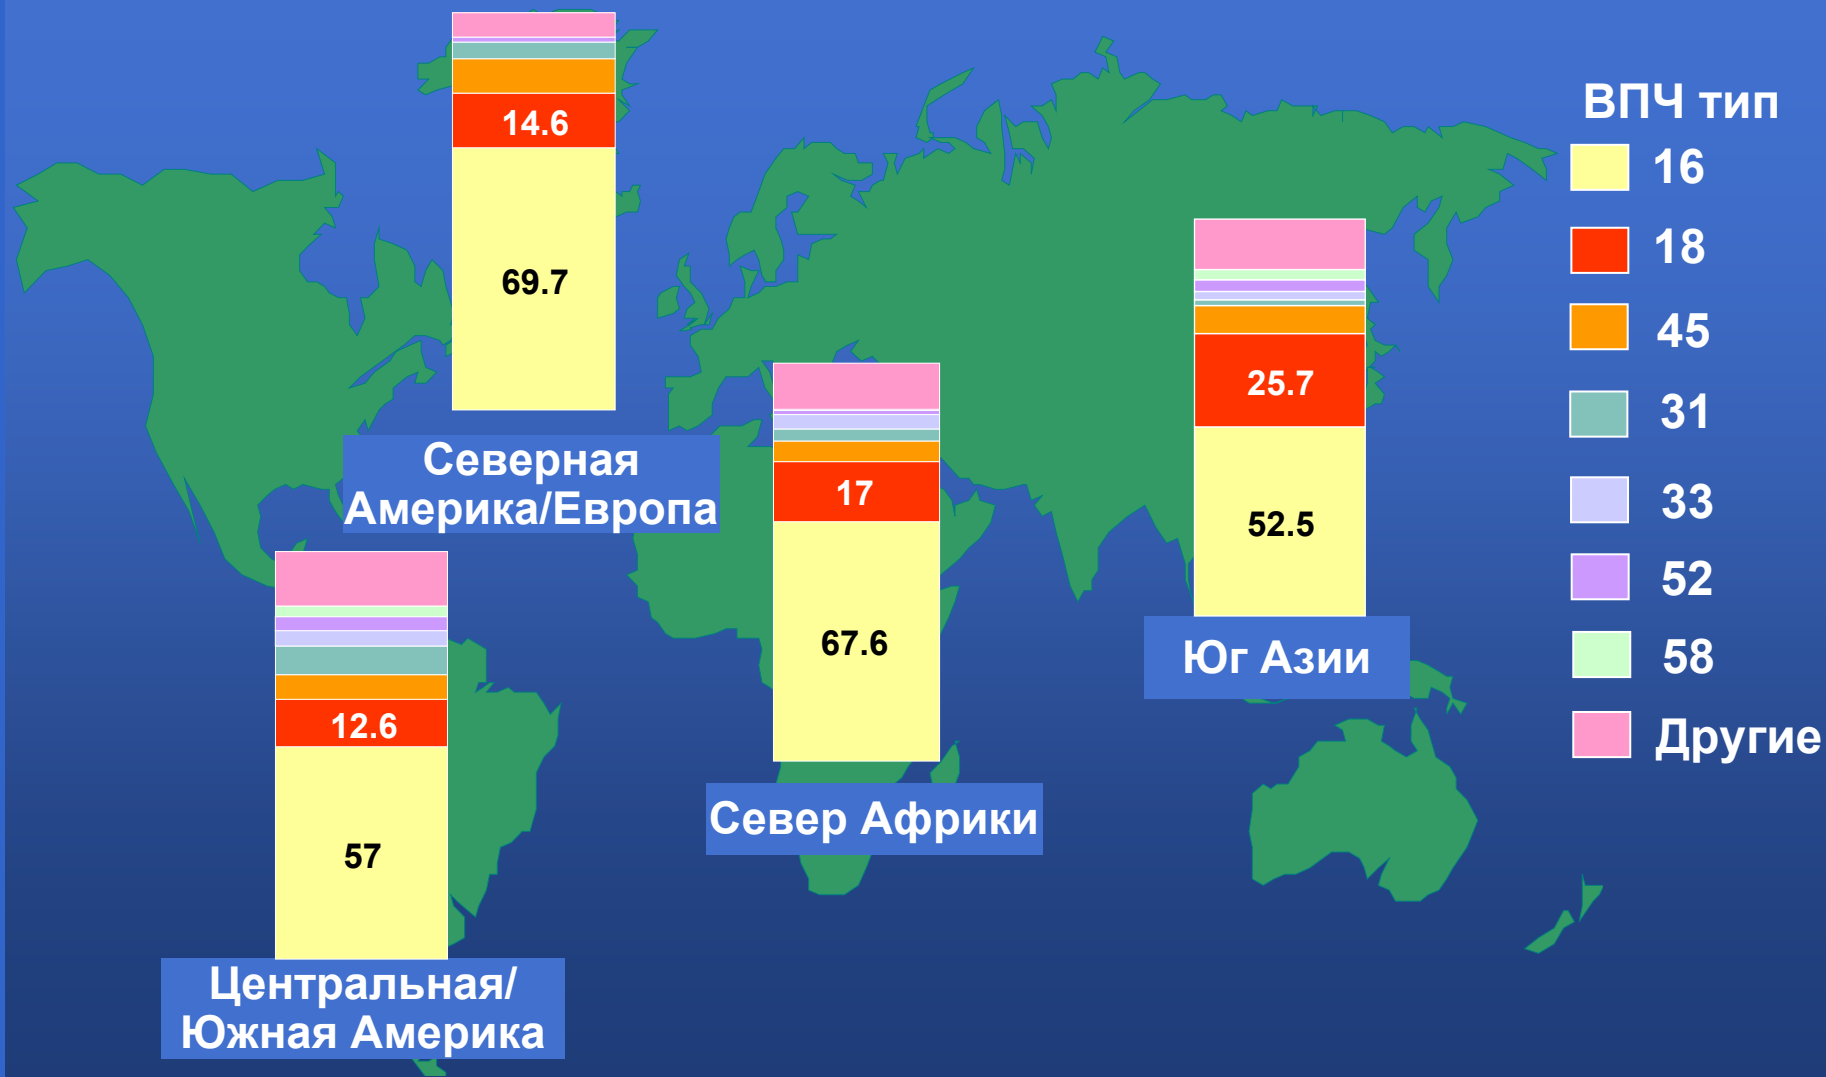 14.6
69.7
Северная
Америка/Европа
12.6
57
Центральная/
Южная Америка
17
67.6
Север Африки
25.7
52.5
Юг Азии
ВПЧ тип
16
18
45
31
33
52
58
Другие